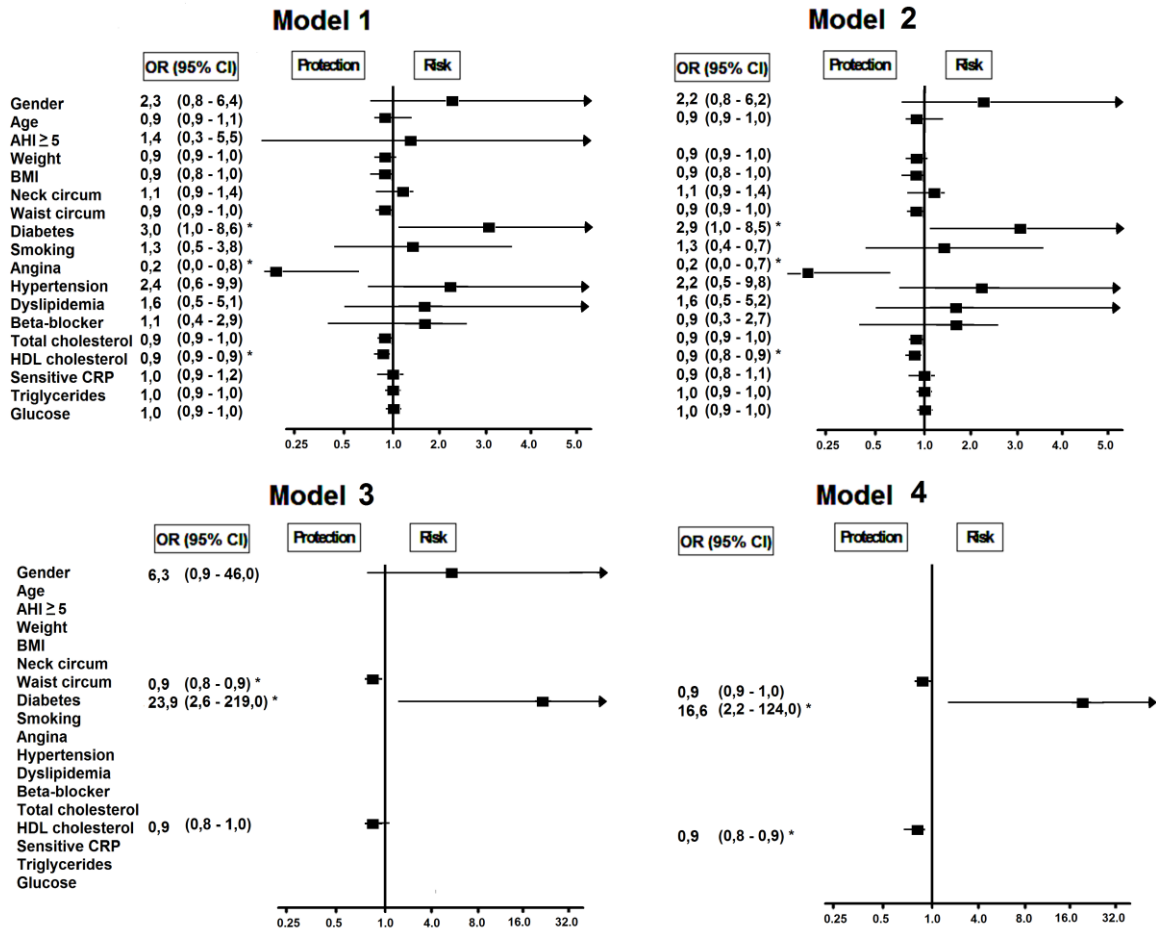 Model 1
OR (95% CI) Protection Risk
Gender 2,3 (0,8 - 6,4)
Age 0,9 (0,9 - 1,1)
AHI ≥ 5 1,4 (0,3 - 5,5)
Weight 0,9 (0,9 - 1,0)
BMI 0,9 (0,8 - 1,0)
Neck circum 1,1 (0,9 - 1,4)
Waist circum 0,9 (0,9 - 1,0)
Diabetes 3,0 (1,0 - 8,6) *
Smoking 1,3 (0,5 - 3,8)
Angina 0,2 (0,0 - 0,8) *
Hypertension 2,4 (0,6 - 9,9)
Dyslipidemia 1,6 (0,5 - 5,1)
Beta-blocker 1,1 (0,4 - 2,9)
Total cholesterol 0,9 (0,9 - 1,0)
HDL cholesterol 0,9 (0,9 - 0,9) *
Sensitive CRP 1,0 (0,9 - 1,2)
Triglycerides 1,0 (0,9 - 1,0)
Glucose 1,0 (0,9 - 1,0)
0.25 0.5 1.0 2.0 3.0 4.0 5.0
Model 2
OR (95% CI) Protection Risk
2,2 (0,8 - 6,2)
0,9 (0,9 - 1,0)
0,9 (0,9 - 1,0)
0,9 (0,8 - 1,0)
1,1 (0,9 - 1,4)
0,9 (0,9 - 1,0)
2,9 (1,0 - 8,5) *
1,3 (0,4 - 0,7)
0,2 (0,0 - 0,7) *
2,2 (0,5 - 9,8)
1,6 (0,5 - 5,2)
0,9 (0,3 - 2,7)
0,9 (0,9 - 1,0)
0,9 (0,8 - 0,9) *
0,9 (0,8 - 1,1)
1,0 (0,9 - 1,0)
1,0 (0,9 - 1,0)
0.25 0.5 1.0 2.0 3.0 4.0 5.0
Model 3
OR (95% CI) Protection Risk
Gender 6,3 (0,9 - 46,0)
Age
AHI ≥ 5
Weight
BMI
Neck circum
Waist circum 0,9 (0,8 - 0,9) *
Diabetes 23,9 (2,6 - 219,0) *
Smoking
Angina
Hypertension
Dyslipidemia
Beta-blocker
Total cholesterol
HDL cholesterol 0,9 (0,8 - 1,0)
Sensitive CRP
Triglycerides
Glucose
0.25 0.5 1.0 4.0 8.0 16.0 32.0
Model 4
OR (95% CI) Protection Risk
0,9 (0,9 - 1,0)
16,6 (2,2 - 124,0) *
0,9 (0,8 - 0,9) *
0.25 0.5 1.0 4.0 8.0 16.0 32.0